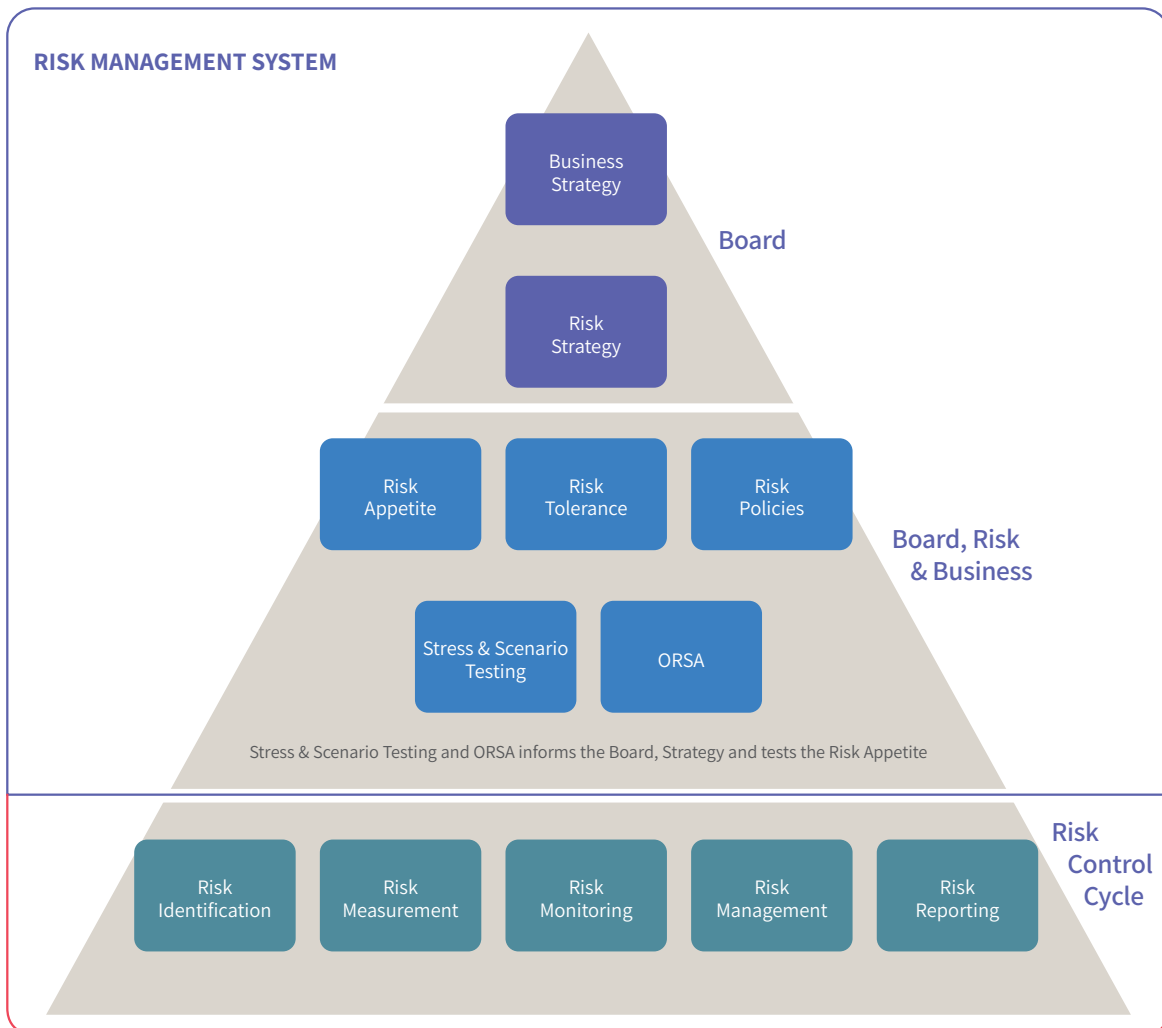 RISK MANAGEMENT SYSTEM
Business
Strategy
Board
Risk
Strategy
Risk
Appetite
Risk
Tolerance
Risk
Policies
Board, Risk
& Business
Stress & Scenario
Testing
ORSA
Stress & Scenario Testing and ORSA informs the Board, Strategy and tests the Risk Appetite
Risk
Control
Cycle
Risk
Identification
Risk
Measurement
Risk
Monitoring
Risk
Management
Risk
Reporting